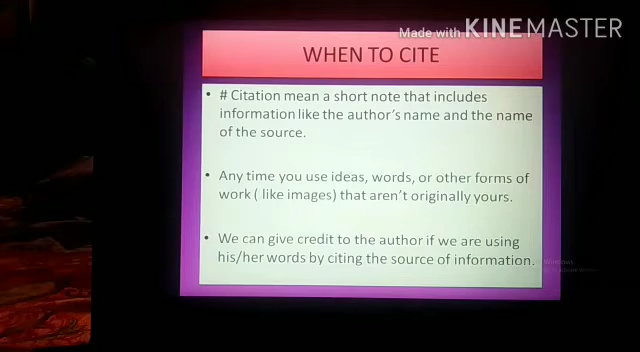 Made with KINEMASTER
WHEN TO CITE
• # Citation mean a short note that includes
information like the author's name and the name
of the source.
• Any time you use ideas, words, or other forms of
work ( like images) that aren't originally yours.
• We can give credit to the author if we are using
his/her words by citing the source of information.